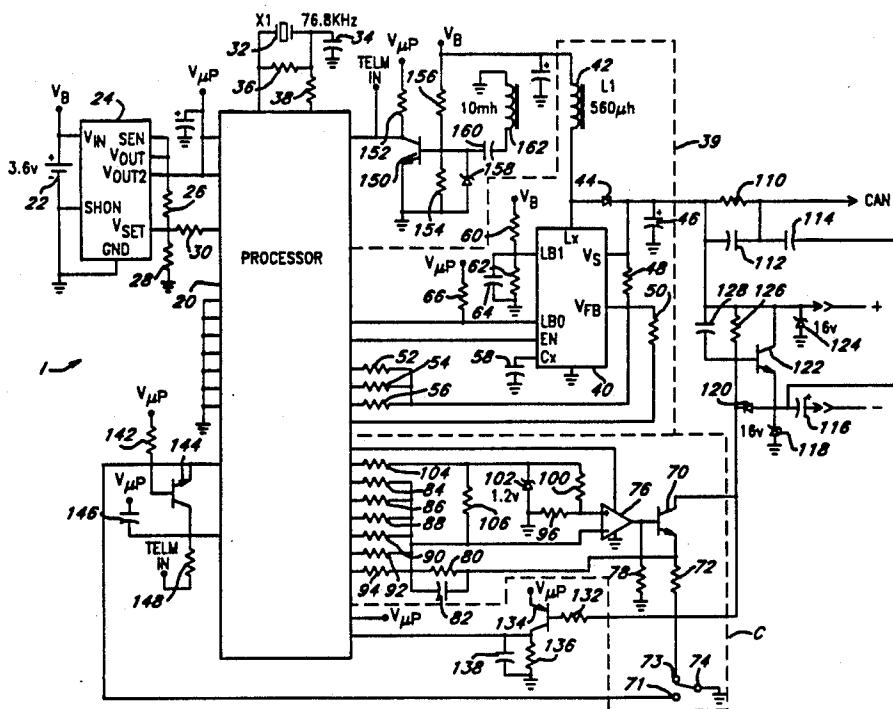 X1 76.8KHz
32
34
36
38
VμP
TELM IN
VB
156
42
L1
560μh
10mh
162
160
152
150
158
154
39
VB
24
VμP
VIN SEN
VOUT
VOUT2
SHON
VSET
GND
3.6v
22
26
30
28
PROCESSOR
20
1
44
110
CAN
114
46
112
VB
60
LB1
Lx
VS
48
VFB
50
VμP
62
66
64
LB0
EN
Cx
58
40
52
54
56
128
126
+
16v
124
122
120
-
16v
116
118
VμP
142
144
VμP
146
TELM IN
148
104
84
86
88
90
92
94
106
80
82
102
1.2v
100
96
76
70
78
72
VμP
VμP
134
132
138
136
C
73
74
71